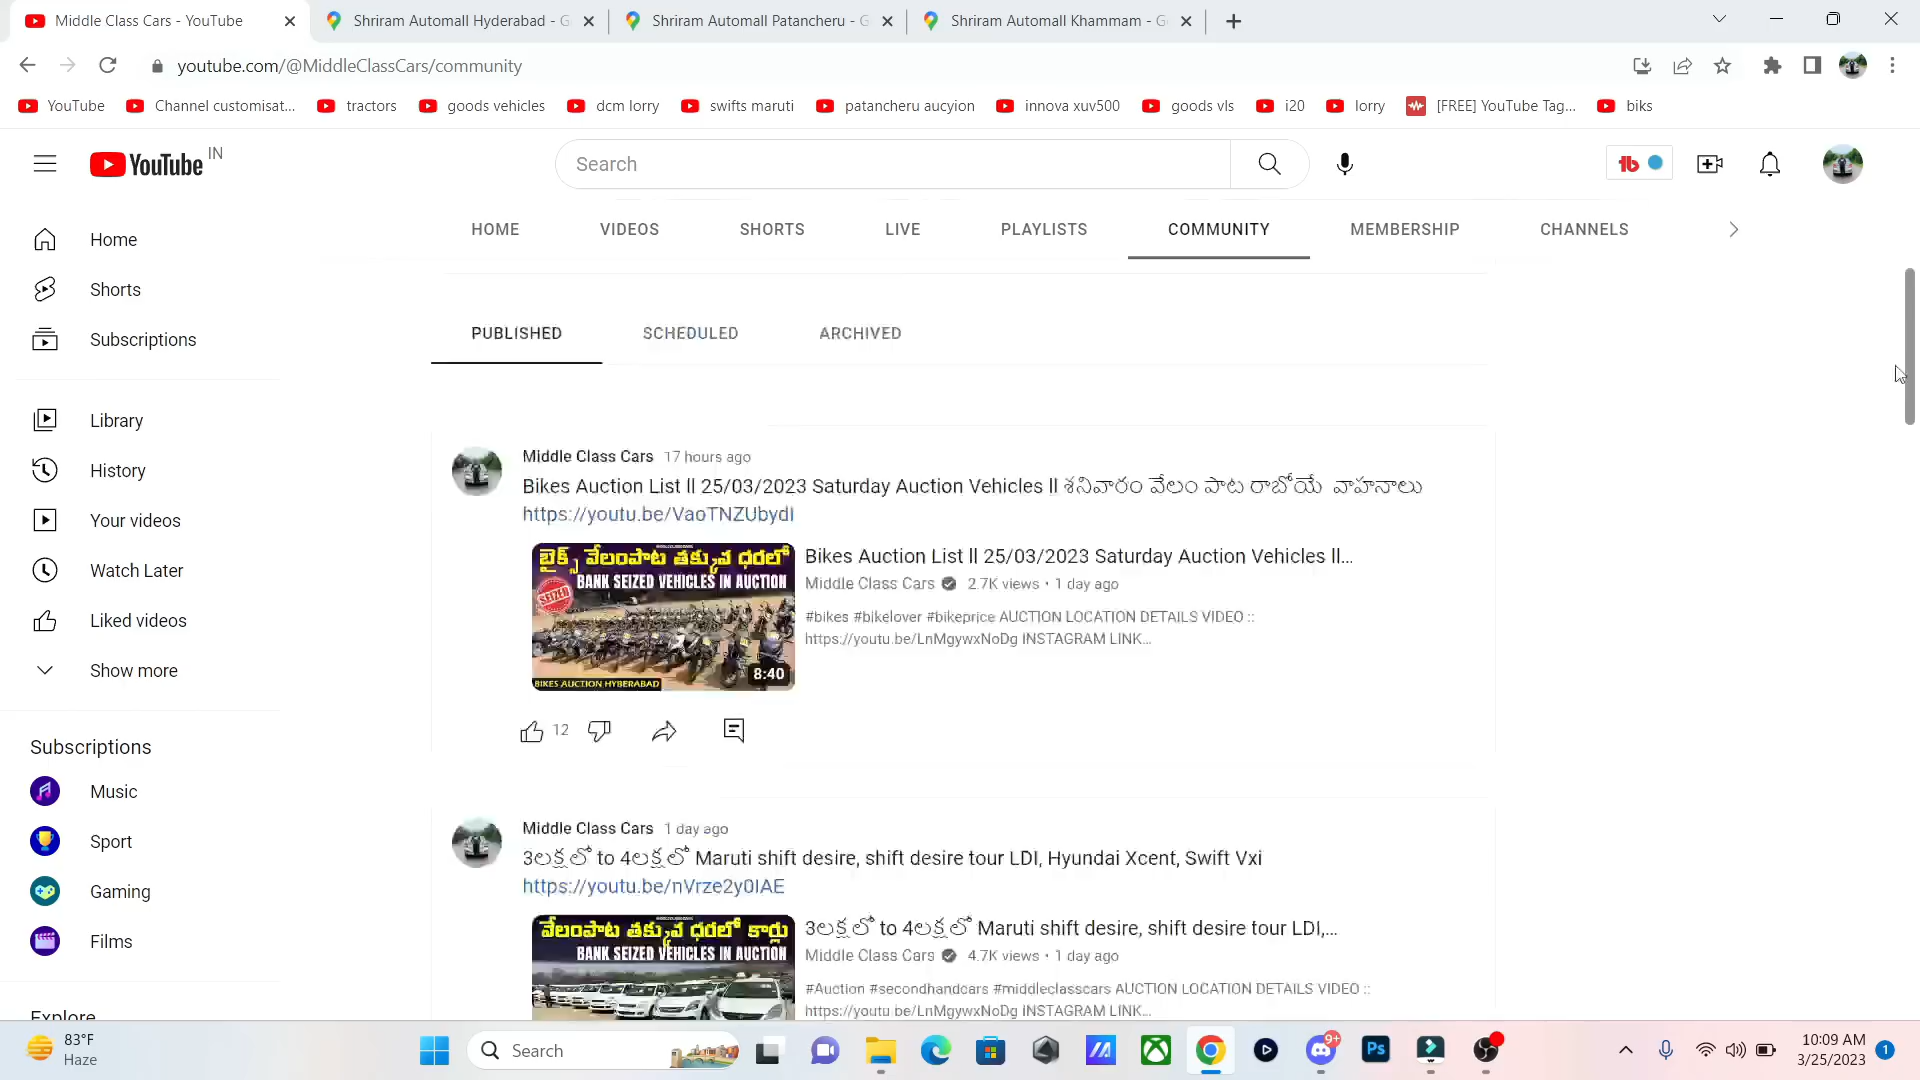 Middle Class Cars - YouTube
Shriram Automall Hyderabad - G
Shriram Automall Patancheru - G
Shriram Automall Khammam - G
youtube.com/@MiddleClassCars/community
YouTube
Channel customisat...
tractors
goods vehicles
dcm lorry
swifts maruti
patancheru aucyion
innova xuv500
goods vls
i20
lorry
[FREE] YouTube Tag...
biks
YouTube IN
Search
tb
HOME
VIDEOS
SHORTS
LIVE
PLAYLISTS
COMMUNITY
MEMBERSHIP
CHANNELS
Home
Shorts
Subscriptions
Library
History
Your videos
Watch Later
Liked videos
Show more
Subscriptions
Music
Sport
Gaming
Films
Explore
PUBLISHED
SCHEDULED
ARCHIVED
Middle Class Cars 17 hours ago
Bikes Auction List ll 25/03/2023 Saturday Auction Vehicles ll శనివారం వేలం పాట రాబోయే వాహనాలు
https://youtu.be/VaoTNZUbydI
బైక్స్ వేలంపాట తక్కువ ధరలో
BANK SEIZED VEHICLES IN AUCTION
SEIZED
BIKES AUCTION HYBERABAD
8:40
Bikes Auction List ll 25/03/2023 Saturday Auction Vehicles ll...
Middle Class Cars 2.7K views • 1 day ago
#bikes #bikelover #bikeprice AUCTION LOCATION DETAILS VIDEO ::
https://youtu.be/LnMgywxNoDg INSTAGRAM LINK...
12
Middle Class Cars 1 day ago
3లక్షలో to 4లక్షలో Maruti shift desire, shift desire tour LDI, Hyundai Xcent, Swift Vxi
https://youtu.be/nVrze2y0IAE
వేలంపాట తక్కువ ధరలో కార్లు
BANK SEIZED VEHICLES IN AUCTION
3లక్షలో to 4లక్షలో Maruti shift desire, shift desire tour LDI,...
Middle Class Cars 4.7K views • 1 day ago
#Auction #secondhandcars #middleclasscars AUCTION LOCATION DETAILS VIDEO ::
https://youtu.be/LnMgywxNoDg INSTAGRAM LINK...
83°F
Haze
Search
9+
Ps
10:09 AM
3/25/2023
1